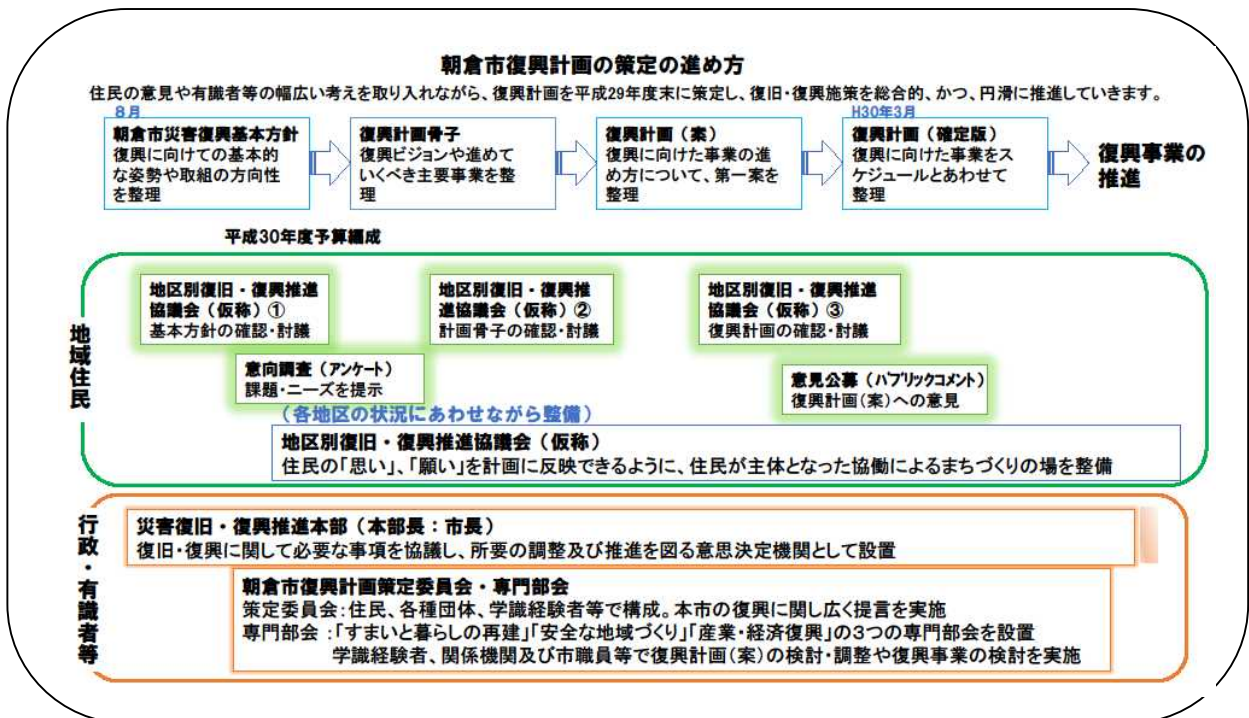 朝倉市復興計画の策定の進め方
住民の意見や有識者等の幅広い考えを取り入れながら、復興計画を平成29年度末に策定し、復旧・復興施策を総合的、かつ、円滑に推進していきます。
8月
朝倉市災害復興基本方針
復興に向けての基本的
な姿勢や取組の方向性
を整理
復興計画骨子
復興ビジョンや進めて
いくべき主要事業を整
理
復興計画(案)
復興に向けた事業の進
め方について、第一案を
整理
H30年3月
復興計画(確定版)
復興に向けた事業をス
ケジュールとあわせて
整理
復興事業の
推進
平成30年度予算編成
地域住民
地区別復旧・復興推進
協議会(仮称)①
基本方針の確認・討議
地区別復旧・復興推
進協議会(仮称)②
計画骨子の確認・討議
地区別復旧・復興推進
協議会(仮称)③
復興計画の確認・討議
意向調査(アンケート)
課題・ニーズを提示
意見公募(パブリックコメント)
復興計画(案)への意見
(各地区の状況にあわせながら整備)
地区別復旧・復興推進協議会(仮称)
住民の「思い」、「願い」を計画に反映できるように、住民が主体となった協働によるまちづくりの場を整備
行政・有識者等
災害復旧・復興推進本部(本部長:市長)
復旧・復興に関して必要な事項を協議し、所要の調整及び推進を図る意思決定機関として設置
朝倉市復興計画策定委員会・専門部会
策定委員会:住民、各種団体、学識経験者等で構成。本市の復興に関し広く提言を実施
専門部会:「すまいと暮らしの再建」「安全な地域づくり」「産業・経済復興」の3つの専門部会を設置
学識経験者、関係機関及び市職員等で復興計画(案)の検討・調整や復興事業の検討を実施